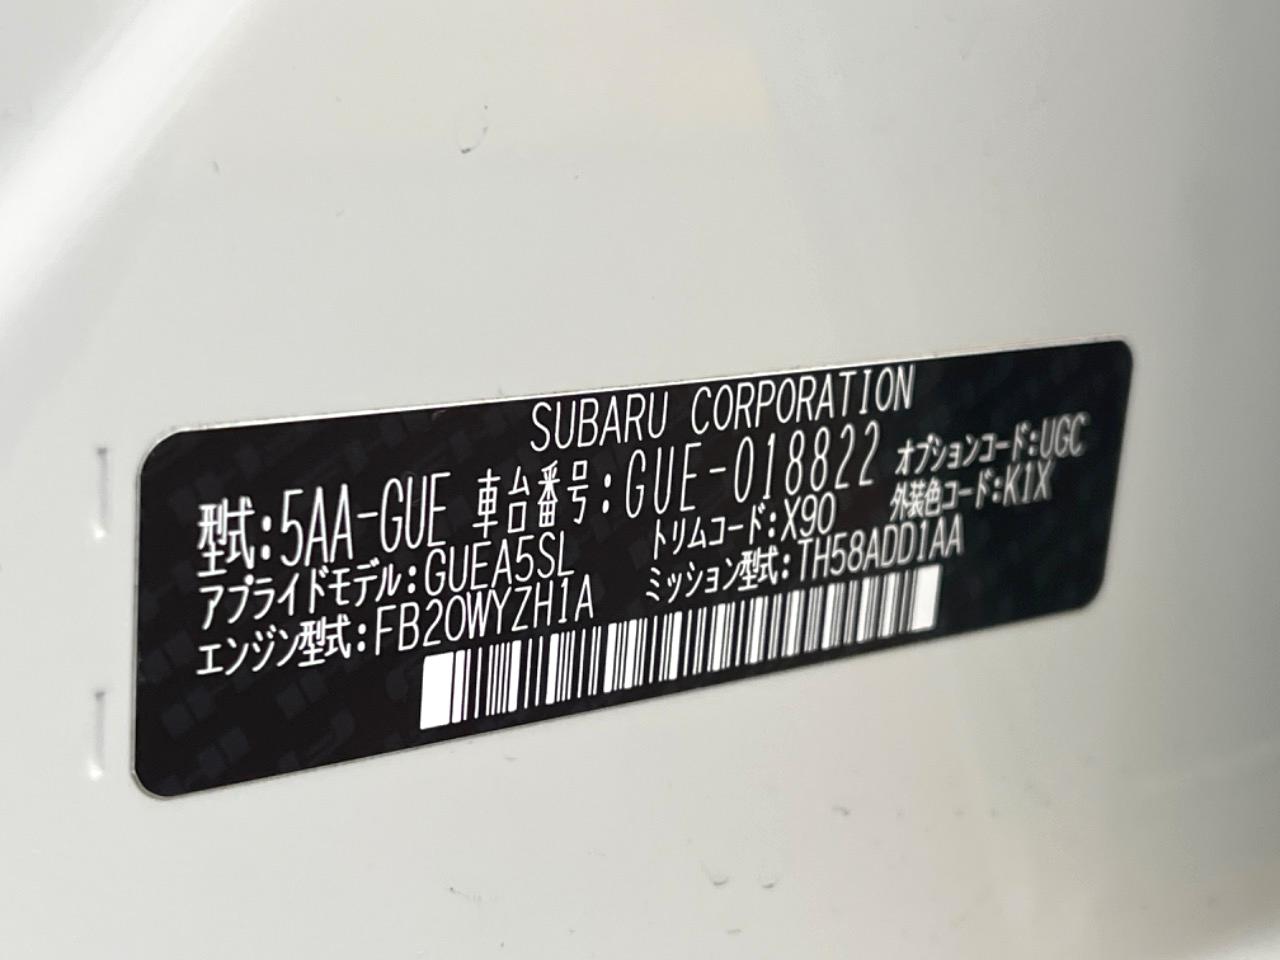 SUBARU CORPORATION
型式:5AA-GUE 車台番号:GUE-018822 オプションコード:UGC
アプライドモデル:GUEA5SL トリムコード:X90 外装色コード:K1X
エンジン型式:FB20WYZH1A ミッション型式:TH58ADD1AA